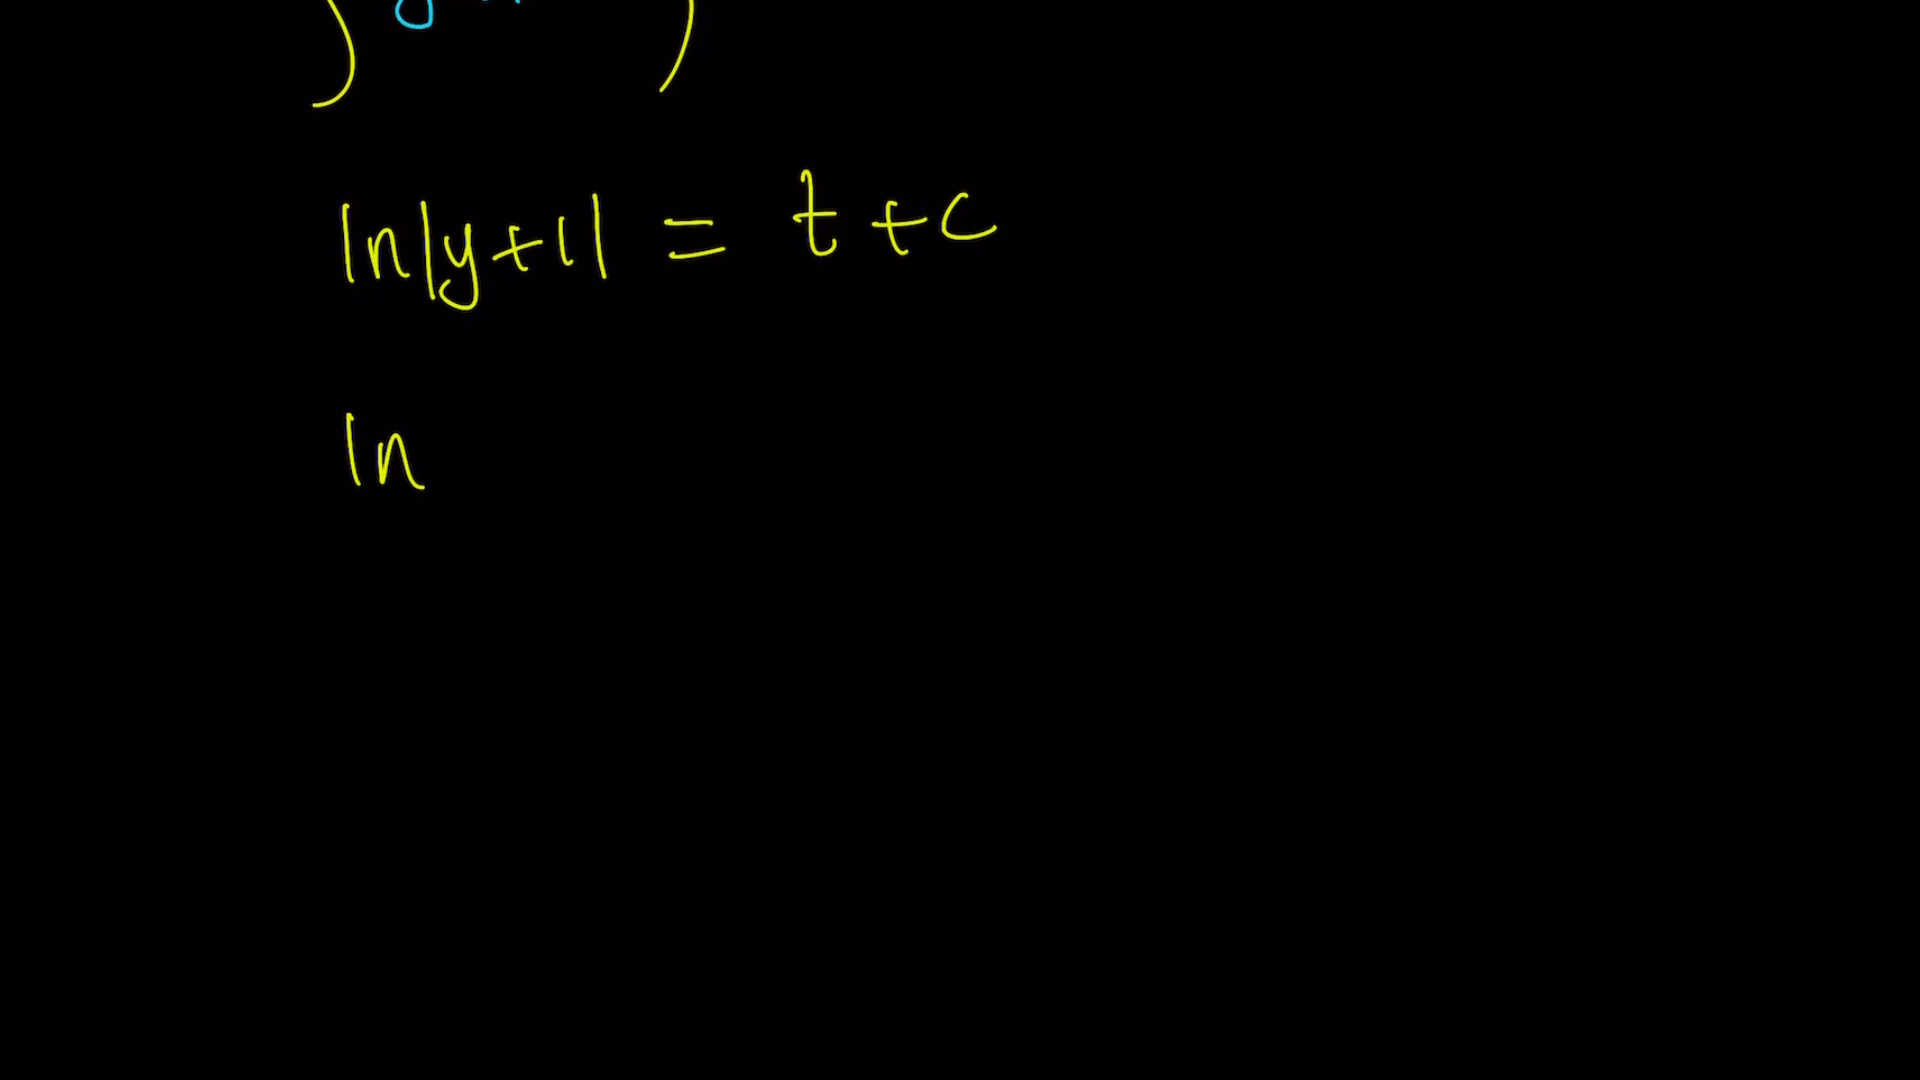 ln|y+1| = t+c
ln